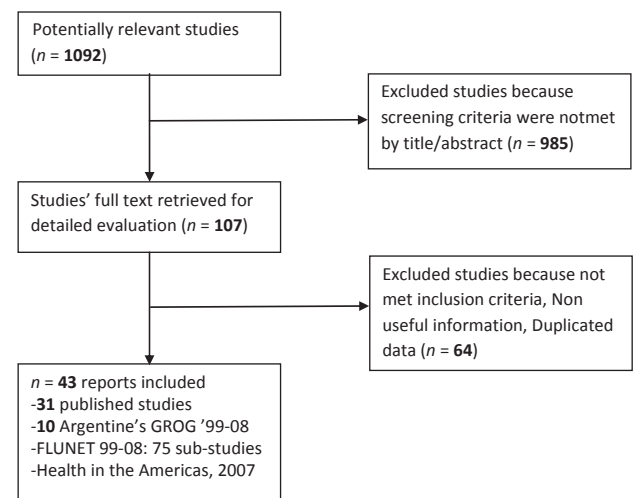 Potentially relevant studies
(n = 1092)
Excluded studies because
screening criteria were notmet
by title/abstract (n = 985)
Studies' full text retrieved for
detailed evaluation (n = 107)
Excluded studies because not
met inclusion criteria, Non
useful information, Duplicated
data (n = 64)
n = 43 reports included
-31 published studies
-10 Argentine's GROG '99-08
-FLUNET 99-08: 75 sub-studies
-Health in the Americas, 2007